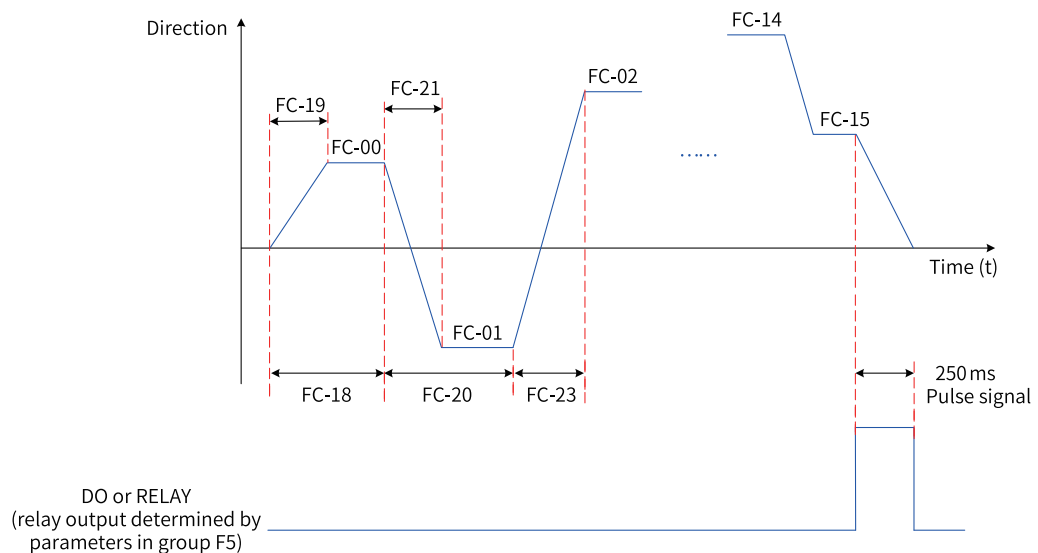 Direction
FC-14
FC-02
FC-21
FC-19
FC-15
FC-00
......
Time (t)
FC-01
250 ms
Pulse signal
FC-18
FC-20
FC-23
DO or RELAY
(relay output determined by
parameters in group F5)